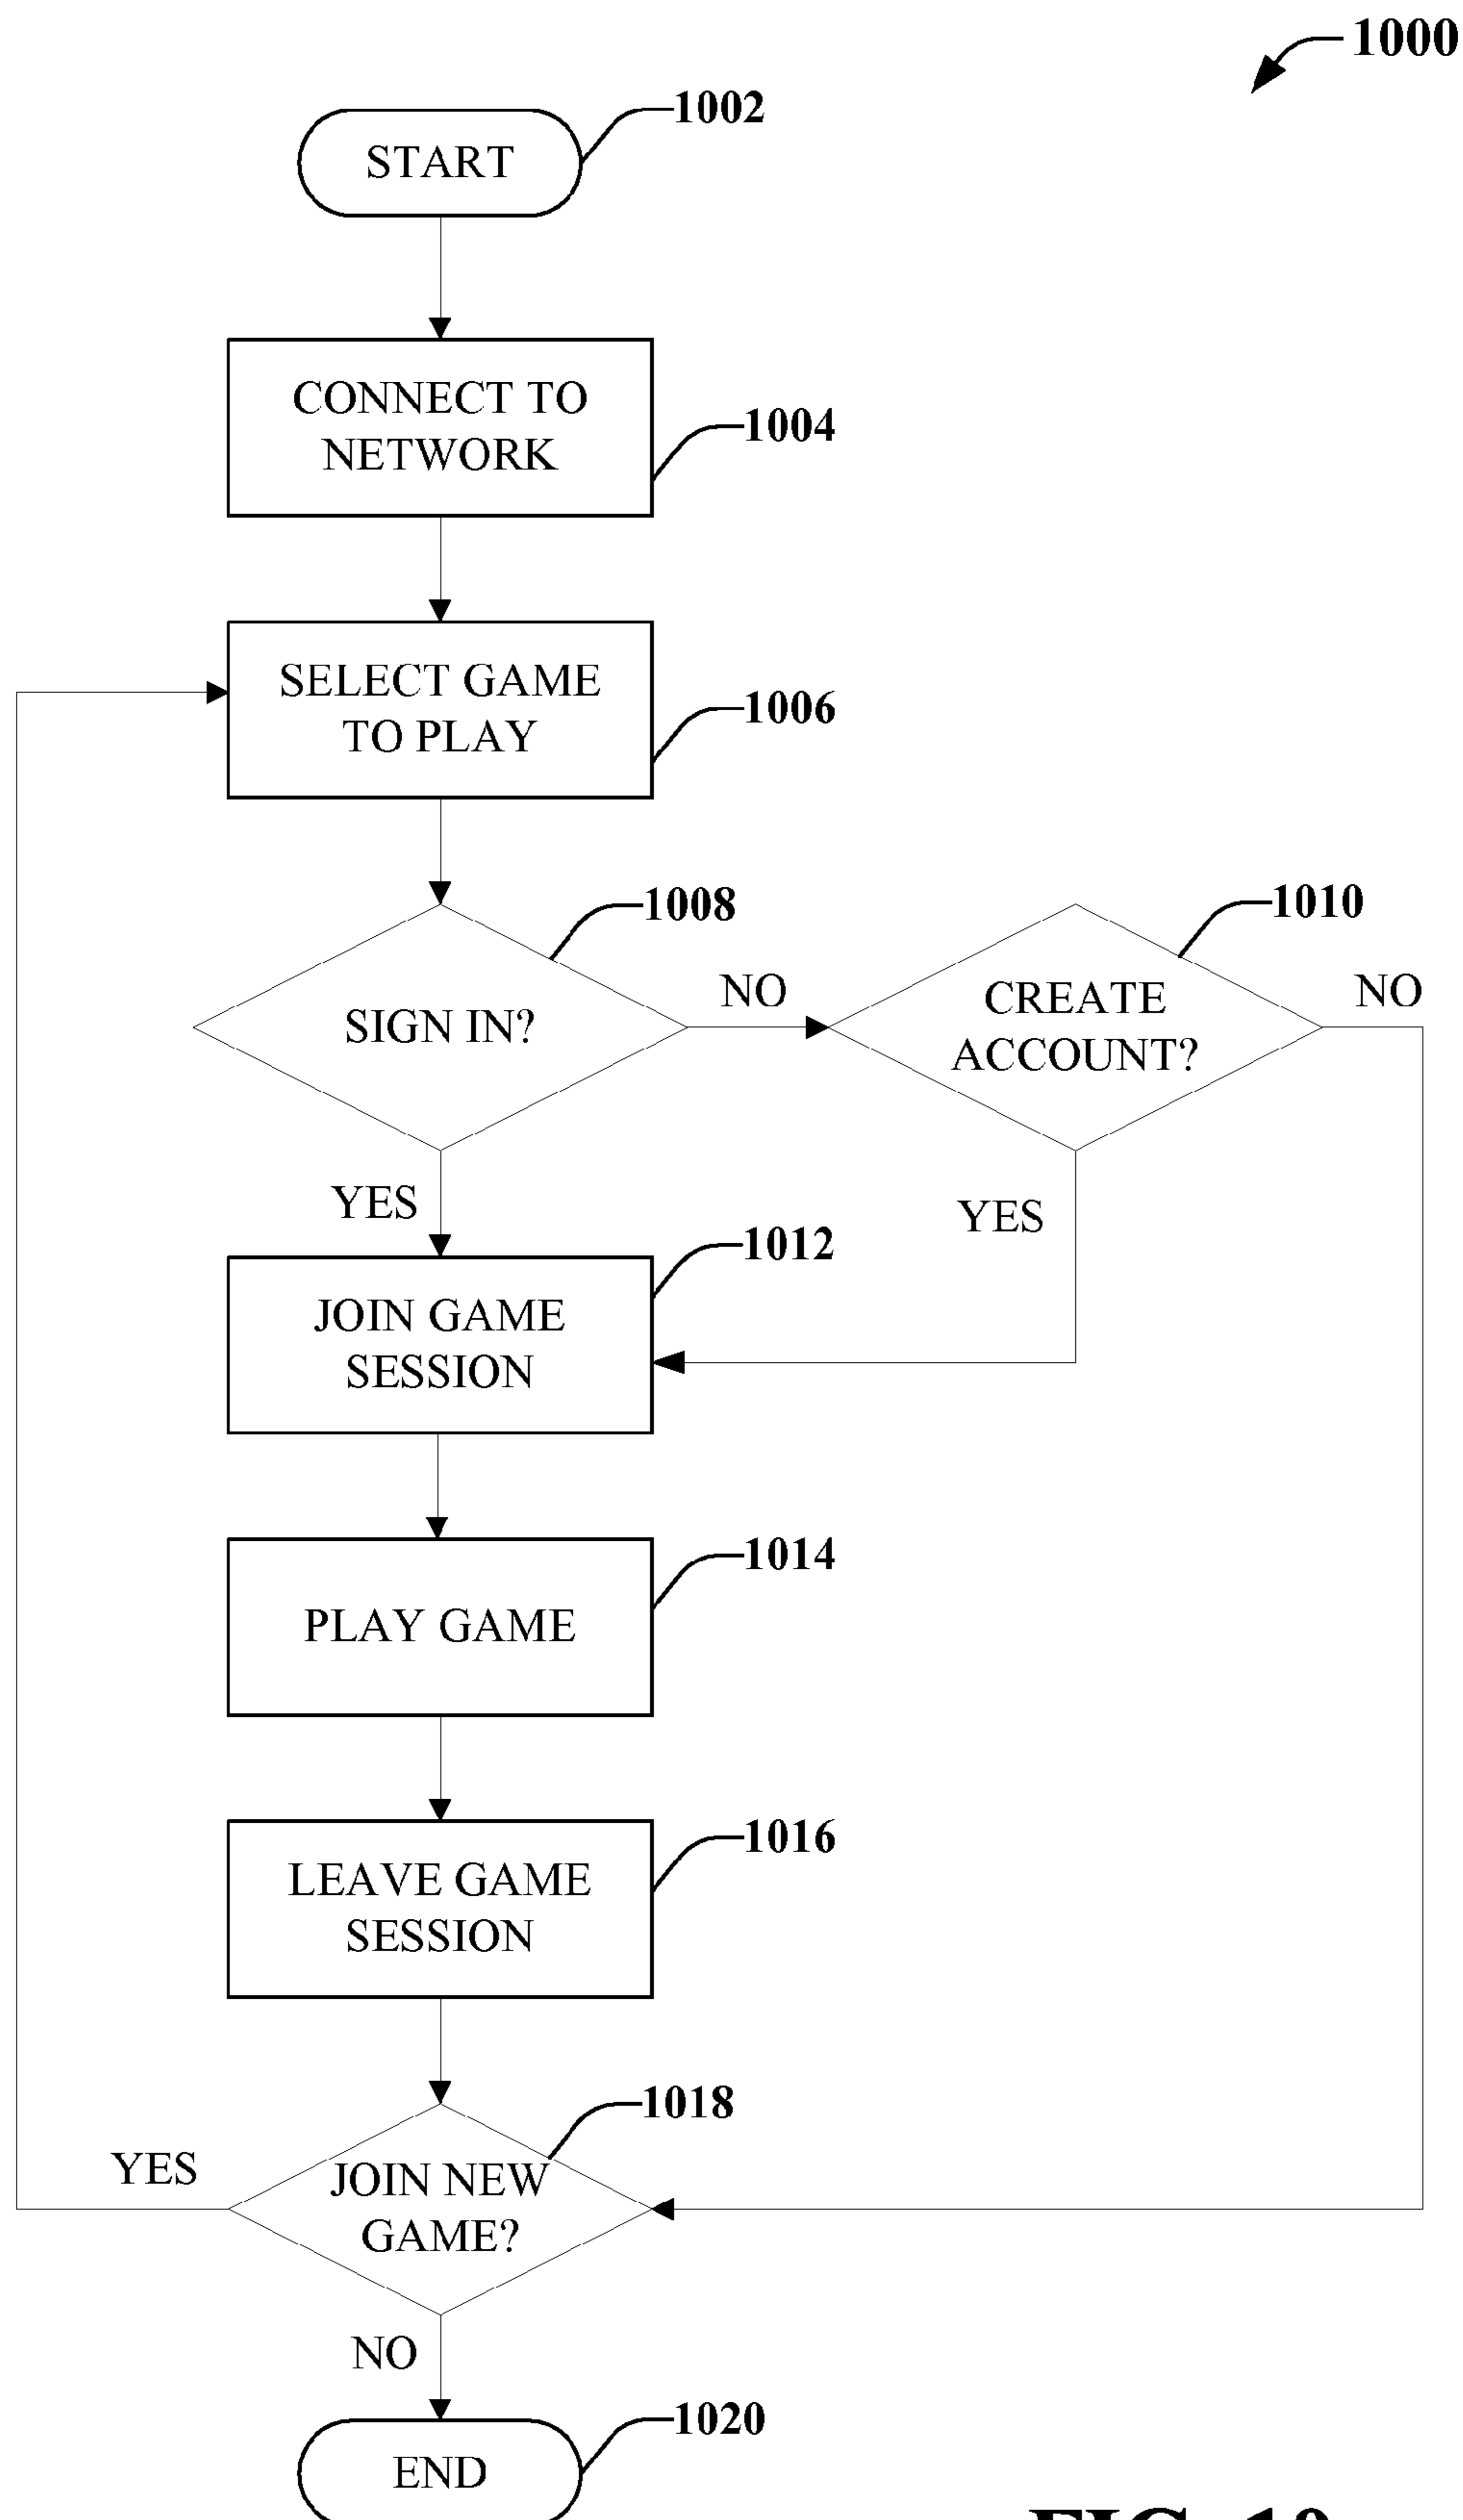 1000
START
1002
CONNECT TO
NETWORK
1004
SELECT GAME
TO PLAY
1006
SIGN IN?
1008
NO
CREATE
ACCOUNT?
1010
NO
YES
YES
JOIN GAME
SESSION
1012
PLAY GAME
1014
LEAVE GAME
SESSION
1016
JOIN NEW
GAME?
1018
YES
NO
END
1020